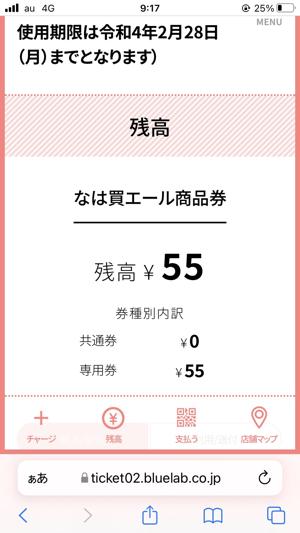 au 4G 9:17 25%
使用期限は令和4年2月28日
MENU
（月）までとなります）
残高
なは買エール商品券
残高 ¥ 55
券種別内訳
共通券 ¥0
専用券 ¥55
チャージ 残高 支払う 店舗マップ
ぁあ ticket02.bluelab.co.jp